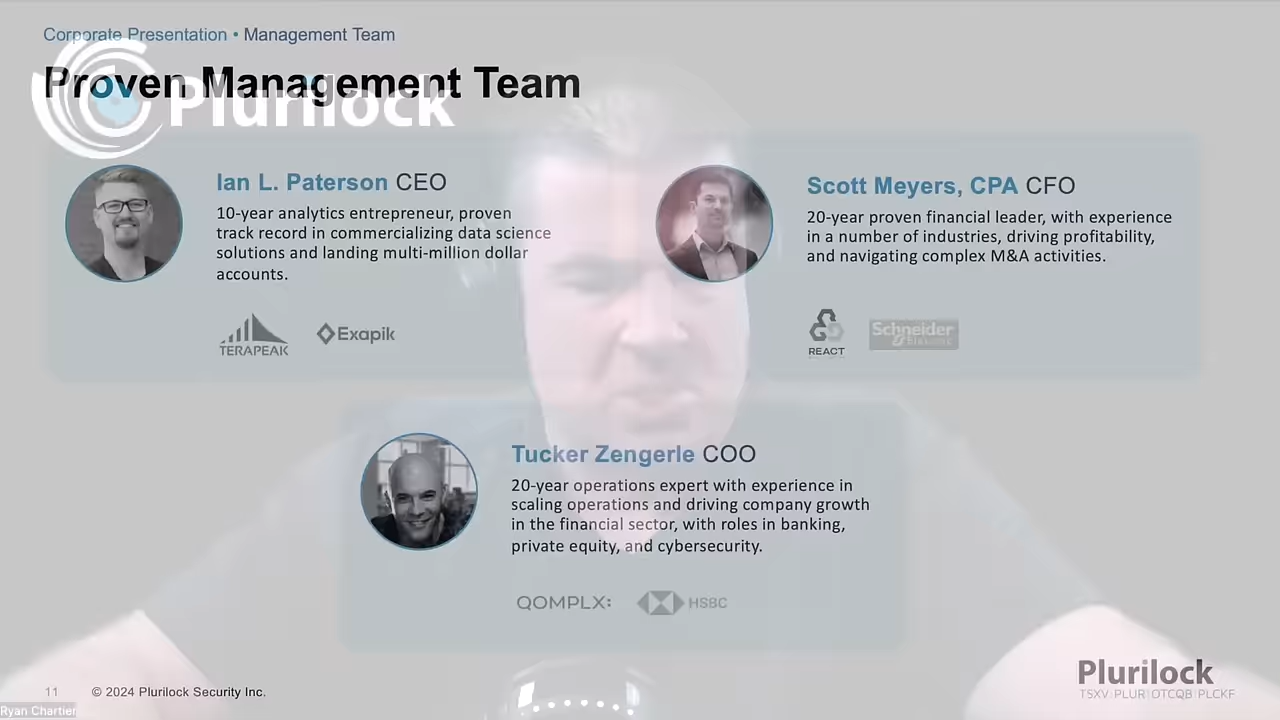 Corporate Presentation • Management Team
Proven Management Team
Plurilock
Ian L. Paterson CEO
10-year analytics entrepreneur, proven
track record in commercializing data science
solutions and landing multi-million dollar
accounts.
TERAPEAK
Exapik
Scott Meyers, CPA CFO
20-year proven financial leader, with experience
in a number of industries, driving profitability,
and navigating complex M&A activities.
REACT
Schneider
Tucker Zengerle COO
20-year operations expert with experience in
scaling operations and driving company growth
in the financial sector, with roles in banking,
private equity, and cybersecurity.
QOMPLX:
HSBC
Plurilock
TSXV PLUR OTCQB PLCKF
11 © 2024 Plurilock Security Inc.
Ryan Chartier